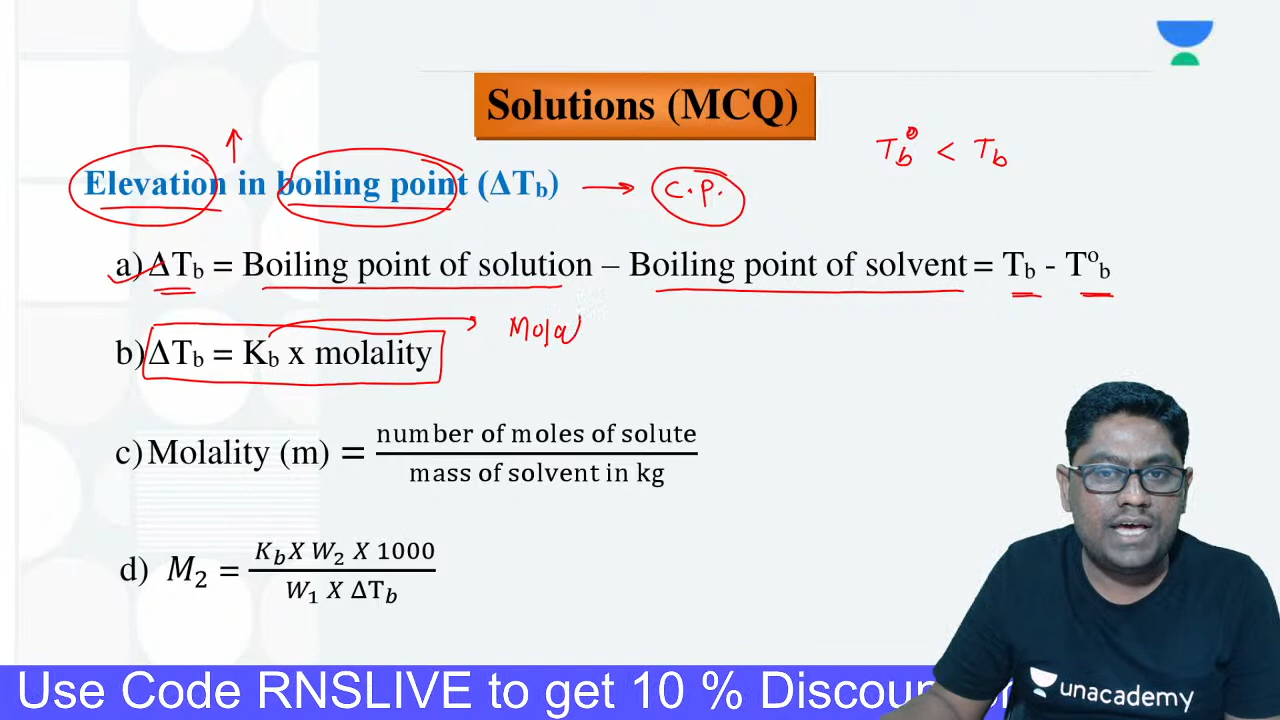 Solutions (MCQ)
T°b < Tb
Elevation in boiling point (ΔTb) → C.P.
a) ΔTb = Boiling point of solution – Boiling point of solvent = Tb - Tob
b) ΔTb = Kb x molality
Molal
c) Molality (m) = number of moles of solute / mass of solvent in kg
d) M2 = Kb X W2 X 1000 / W1 X ΔTb
unacademy
Use Code RNSLIVE to get 10 % Discoun